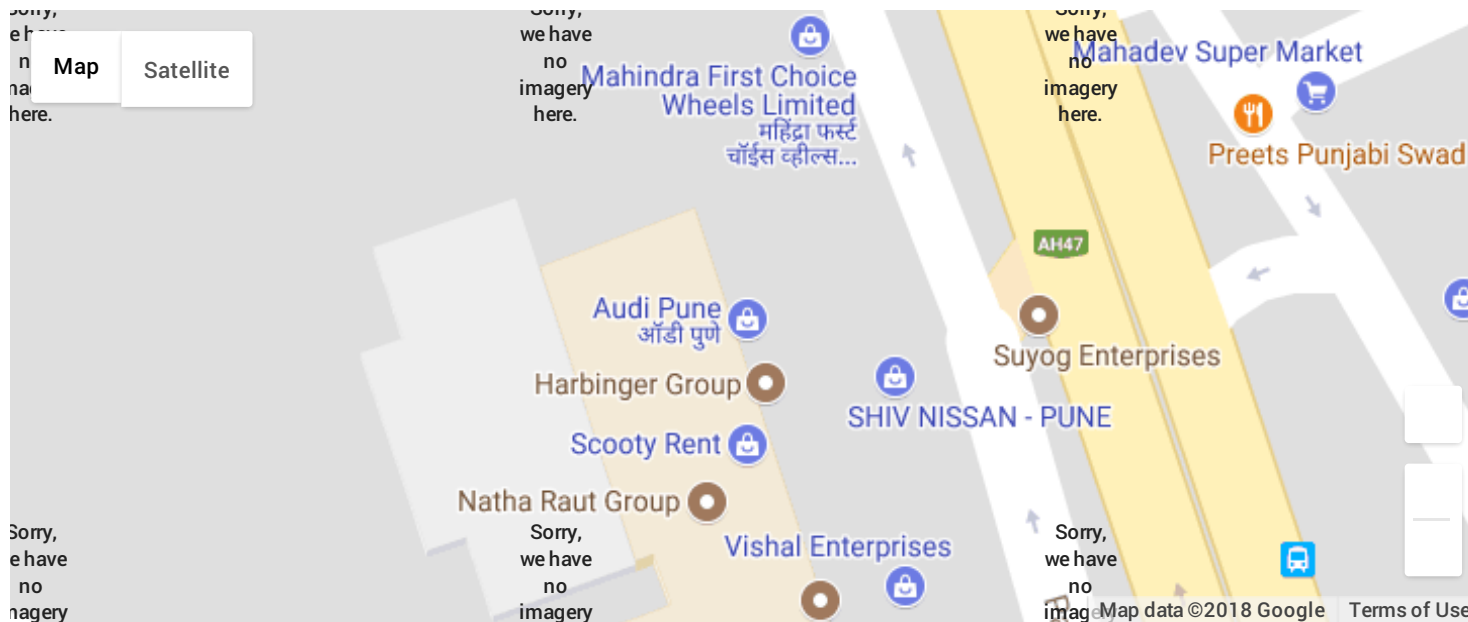 Sorry,
we have
no
imagery
here.
Sorry,
we have
no
imagery
here.
Map
Satellite
here.
Mahindra First Choice
Wheels Limited
महिंद्रा फर्स्ट
चॉईस व्हील्स...
Mahadev Super Market
Preets Punjabi Swad
AH47
Audi Pune
ऑडी पुणे
Suyog Enterprises
Harbinger Group
SHIV NISSAN - PUNE
Scooty Rent
Natha Raut Group
Vishal Enterprises
Sorry,
e have
no
nagery
Sorry,
we have
no
imagery
Sorry,
we have
no
Map data ©2018 Google
Terms of Use